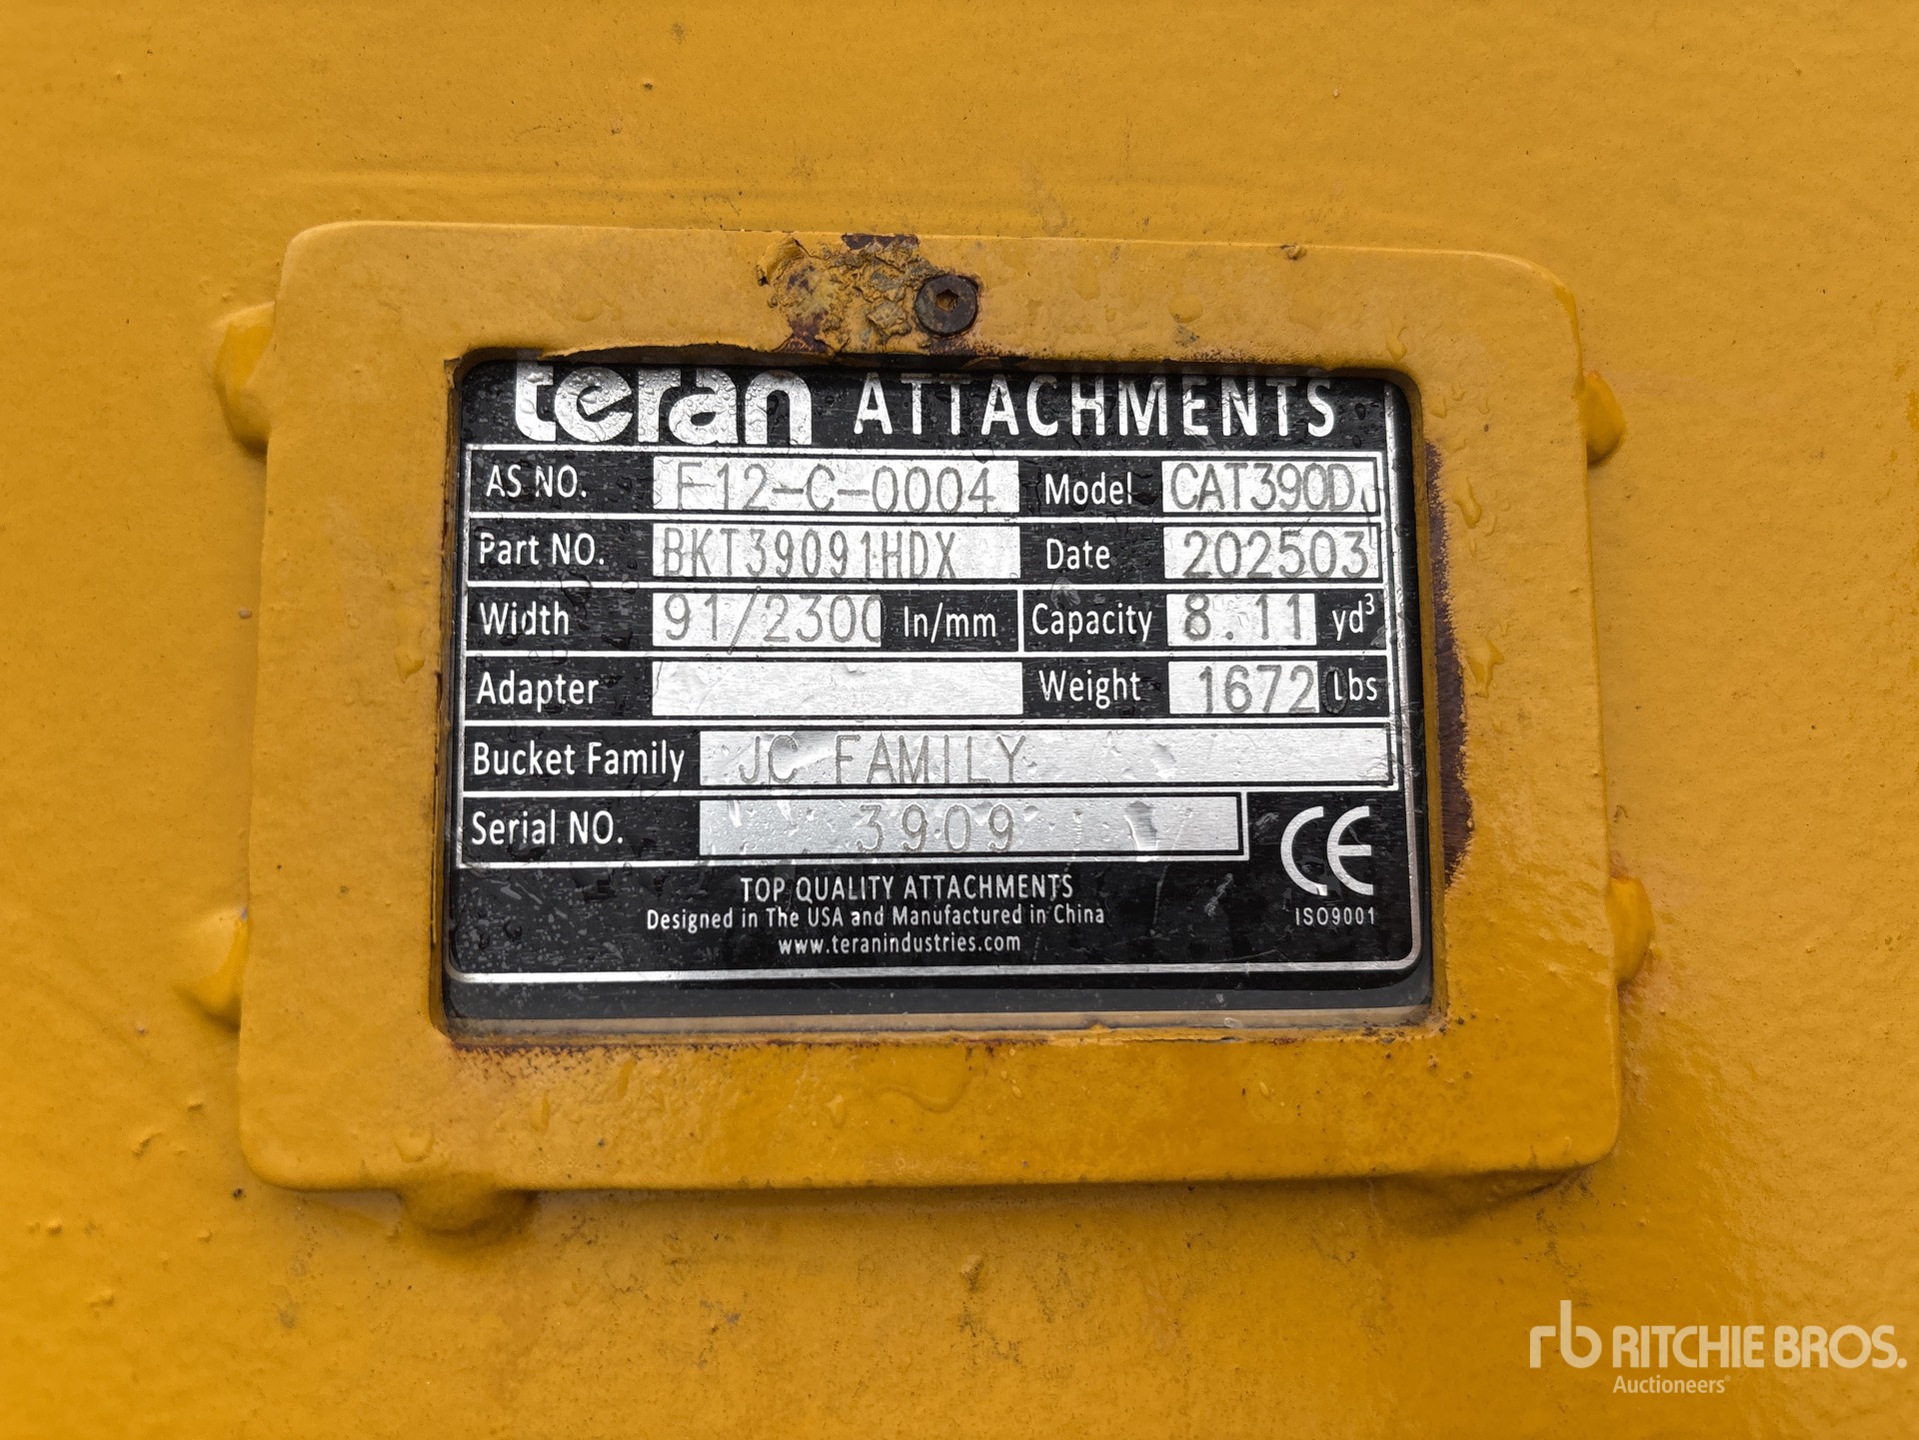 teran ATTACHMENTS
AS NO. F12-C-0004 Model CAT390D
Part NO. BKT39091HDX Date 202503
Width 91/2300 In/mm Capacity 8.11 yd³
Adapter Weight 16720 lbs
Bucket Family JC FAMILY
Serial NO. 3909
CE
ISO9001
TOP QUALITY ATTACHMENTS
Designed in The USA and Manufactured in China
www.teranindustries.com
rb RITCHIE BROS.
Auctioneers